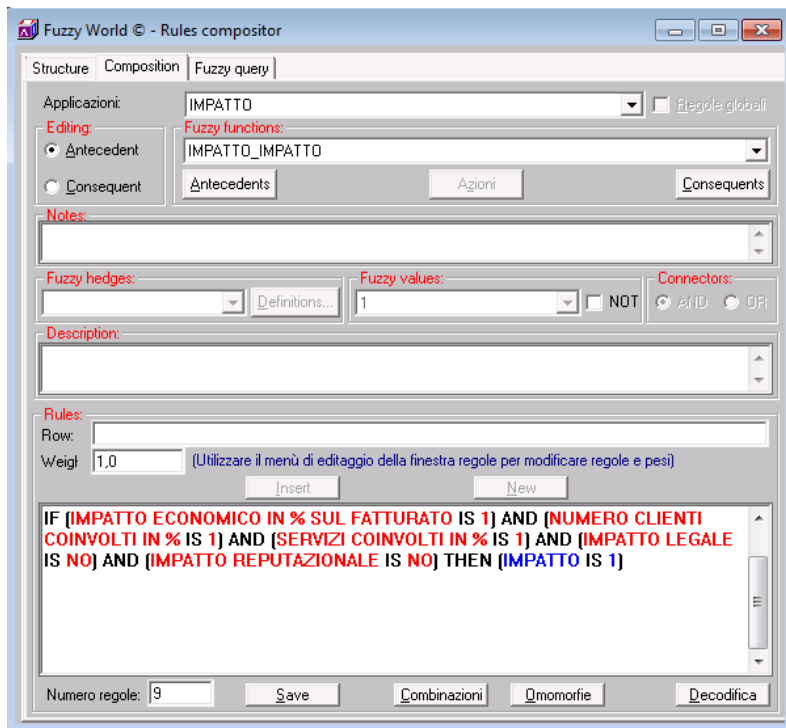 Fuzzy World © - Rules compositor
Structure Composition Fuzzy query
Applicazioni: IMPATTO Regole globali
Editing: Fuzzy functions:
Antecedent IMPATTO_IMPATTO
Consequent Antecedents Azioni Consequents
Notes:
Fuzzy hedges: Fuzzy values: Connectors:
Definitions... 1 NOT AND OR
Description:
Rules:
Row:
Weigl 1,0 (Utilizzare il menù di editaggio della finestra regole per modificare regole e pesi)
Insert New
IF (IMPATTO ECONOMICO IN % SUL FATTURATO IS 1) AND (NUMERO CLIENTI
COINVOLTI IN % IS 1) AND (SERVIZI COINVOLTI IN % IS 1) AND (IMPATTO LEGALE
IS NO) AND (IMPATTO REPUTAZIONALE IS NO) THEN (IMPATTO IS 1)
Numero regole: 9 Save Combinazioni Omomorfie Decodifica